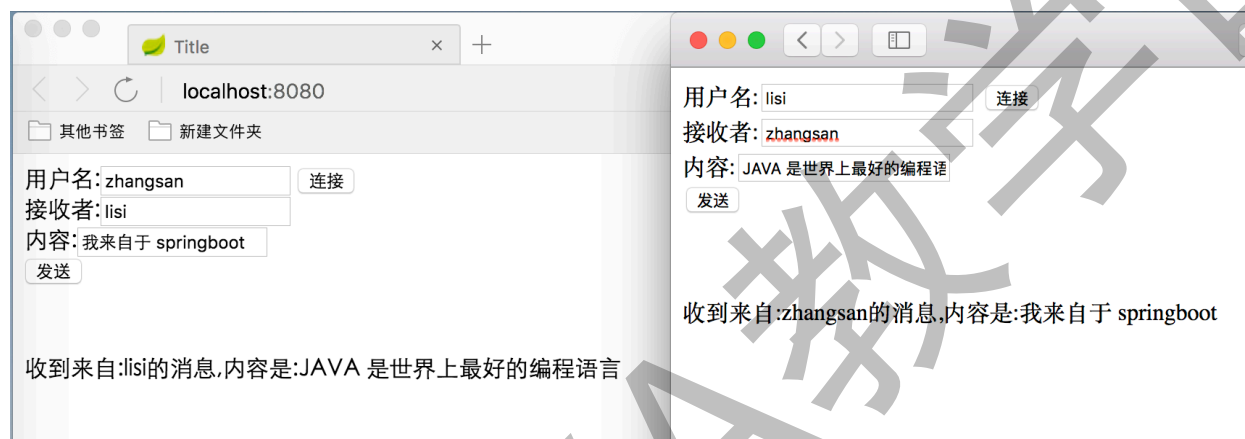 Title
localhost:8080
其他书签 新建文件夹
用户名:zhangsan 连接
接收者:lisi
内容:我来自于 springboot
发送
收到来自:lisi的消息,内容是:JAVA 是世界上最好的编程语言
用户名: lisi 连接
接收者: zhangsan
内容: JAVA 是世界上最好的编程语
发送
收到来自:zhangsan的消息,内容是:我来自于 springboot
教学